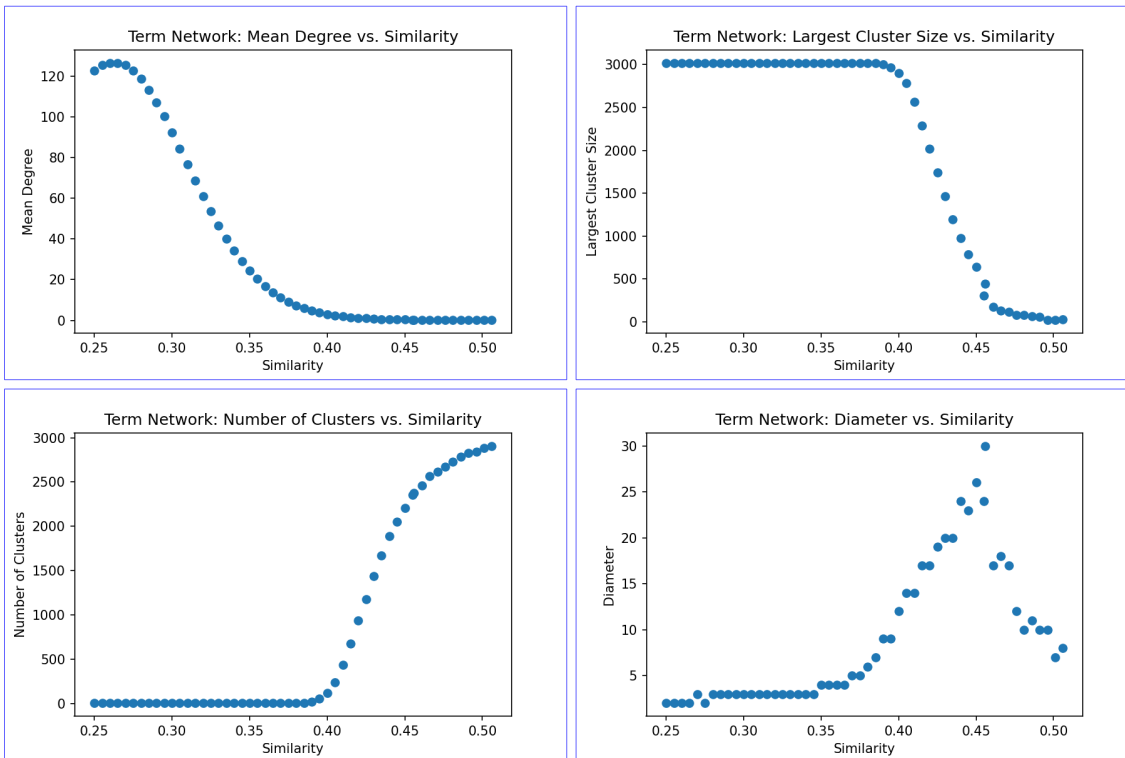 Term Network: Mean Degree vs. Similarity
Mean Degree
120
100
80
60
40
20
0
0.25 0.30 0.35 0.40 0.45 0.50
Similarity
Term Network: Largest Cluster Size vs. Similarity
Largest Cluster Size
3000
2500
2000
1500
1000
500
0
0.25 0.30 0.35 0.40 0.45 0.50
Similarity
Term Network: Number of Clusters vs. Similarity
Number of Clusters
3000
2500
2000
1500
1000
500
0
0.25 0.30 0.35 0.40 0.45 0.50
Similarity
Term Network: Diameter vs. Similarity
Diameter
30
25
20
15
10
5
0.25 0.30 0.35 0.40 0.45 0.50
Similarity